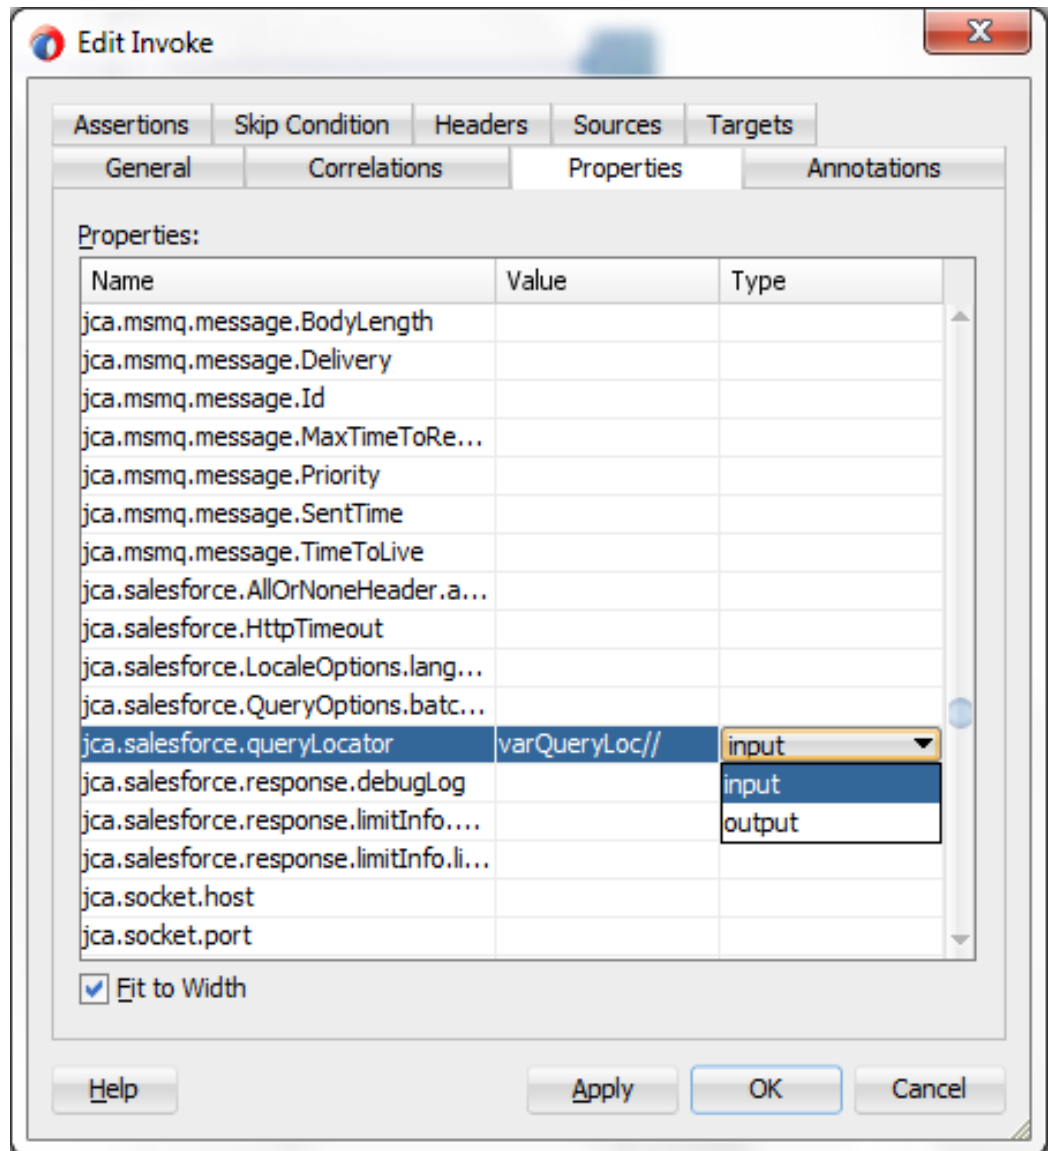 Edit Invoke
X
Assertions Skip Condition Headers Sources Targets
General Correlations Properties Annotations
Properties:
Name Value Type
jca.msmq.message.BodyLength
jca.msmq.message.Delivery
jca.msmq.message.Id
jca.msmq.message.MaxTimeToRe...
jca.msmq.message.Priority
jca.msmq.message.SentTime
jca.msmq.message.TimeToLive
jca.salesforce.AllOrNoneHeader.a...
jca.salesforce.HttpTimeout
jca.salesforce.LocaleOptions.lang...
jca.salesforce.QueryOptions.batc...
jca.salesforce.queryLocator varQueryLoc// input
jca.salesforce.response.debugLog input
jca.salesforce.response.limitInfo.... output
jca.salesforce.response.limitInfo.li...
jca.socket.host
jca.socket.port
Fit to Width
Help Apply OK Cancel